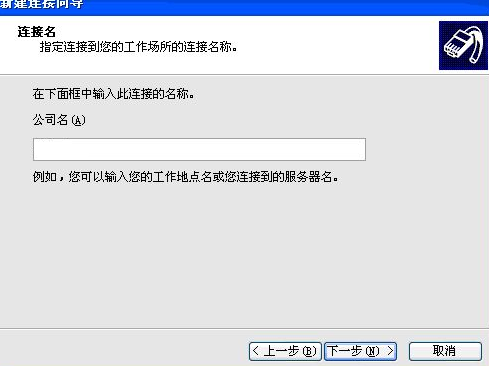 新建连接向导
连接名
指定连接到您的工作场所的连接名称。
在下面框中输入此连接的名称。
公司名(A)
例如，您可以输入您的工作地点名或您连接到的服务器名。
< 上一步(B) 下一步(N) > 取消